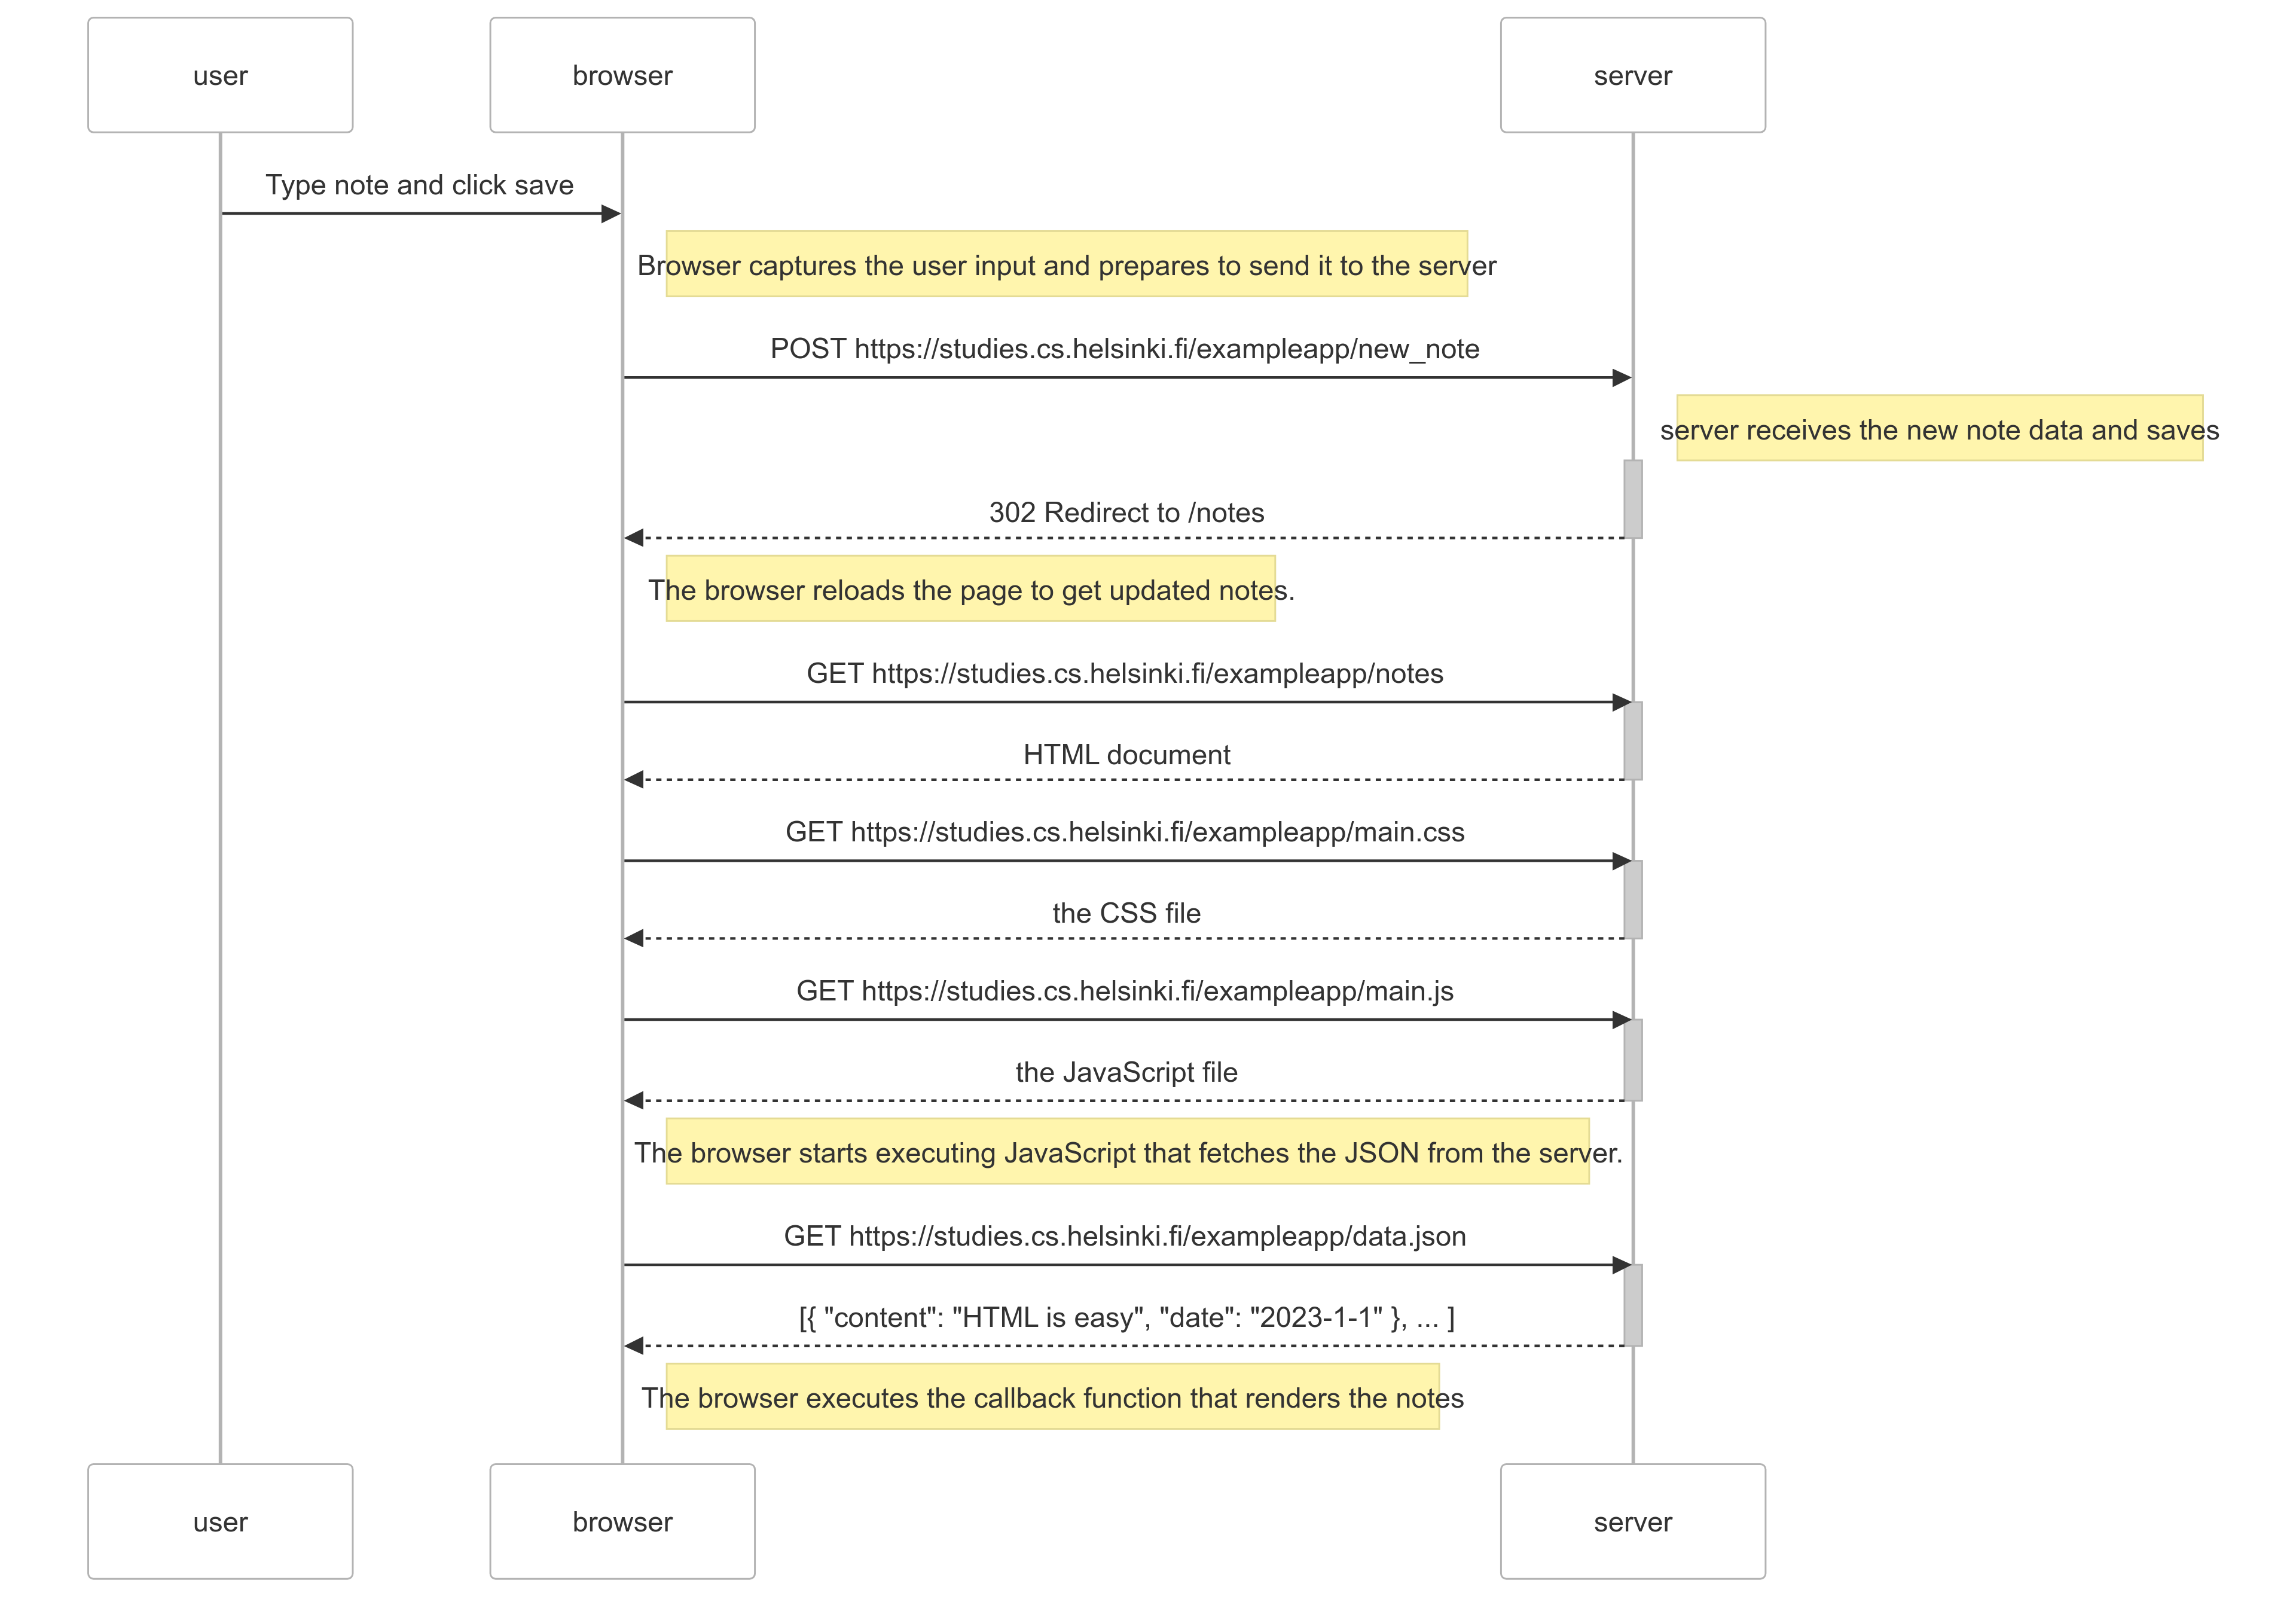 user
browser
server
Type note and click save
Browser captures the user input and prepares to send it to the server
POST https://studies.cs.helsinki.fi/exampleapp/new_note
server receives the new note data and saves
302 Redirect to /notes
The browser reloads the page to get updated notes.
GET https://studies.cs.helsinki.fi/exampleapp/notes
HTML document
GET https://studies.cs.helsinki.fi/exampleapp/main.css
the CSS file
GET https://studies.cs.helsinki.fi/exampleapp/main.js
the JavaScript file
The browser starts executing JavaScript that fetches the JSON from the server.
GET https://studies.cs.helsinki.fi/exampleapp/data.json
[{ "content": "HTML is easy", "date": "2023-1-1" }, ... ]
The browser executes the callback function that renders the notes
user
browser
server